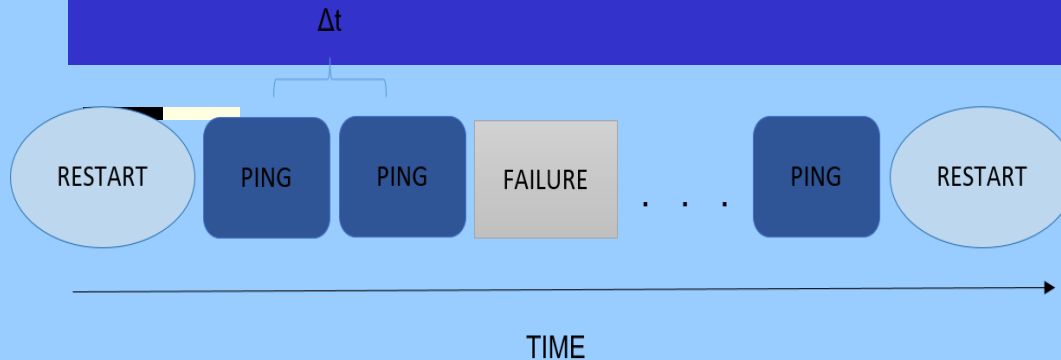 Δt
RESTART PING PING FAILURE . . . PING RESTART
TIME